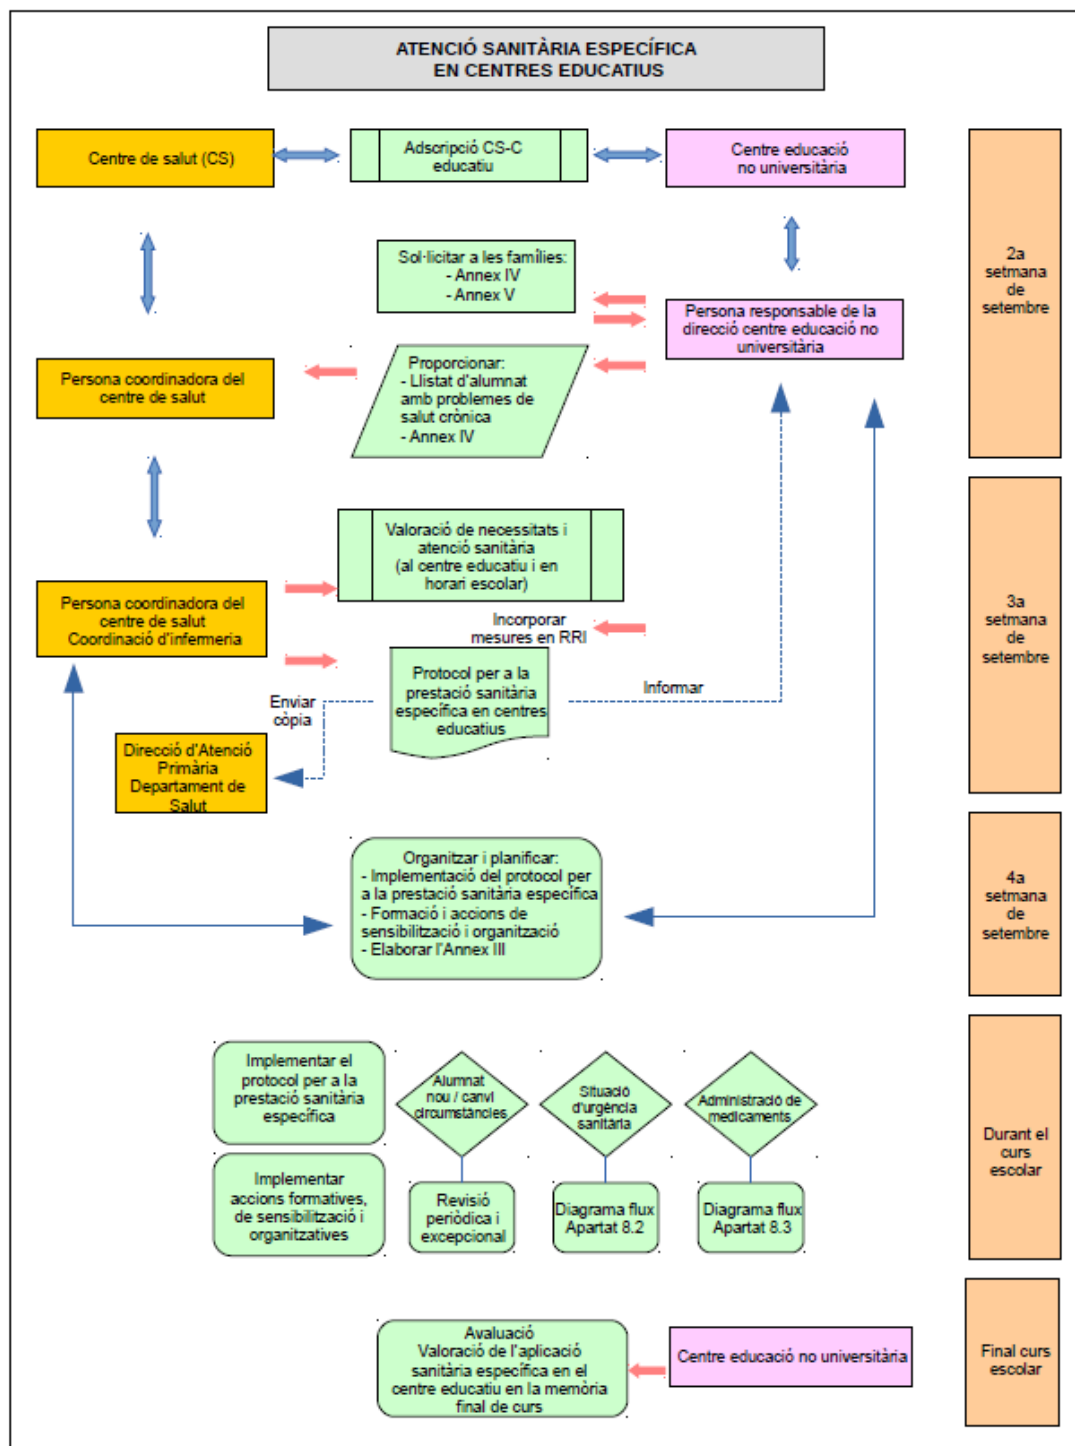 ATENCIÓ SANITÀRIA ESPECÍFICA
EN CENTRES EDUCATIUS
Centre de salut (CS)
Adscripció CS-C
educatiu
Centre educació
no universitària
2a
setmana
de
setembre
Sol·licitar a les famílies:
- Annex IV
- Annex V
Persona responsable de la
direcció centre educació no
universitària
Persona coordinadora del
centre de salut
Proporcionar:
- Llistat d'alumnat
amb problemes de
salut crònica
- Annex IV
Valoració de necessitats i
atenció sanitària
(al centre educatiu i en
horari escolar)
3a
setmana
de
setembre
Persona coordinadora del
centre de salut
Coordinació d'infermeria
Incorporar
mesures en RRI
Protocol per a la
prestació sanitària
específica en centres
educatius
Informar
Enviar
còpia
Direcció d'Atenció
Primària
Departament de
Salut
Organitzar i planificar:
- Implementació del protocol per
a la prestació sanitària específica
- Formació i accions de
sensibilització i organització
- Elaborar l'Annex III
4a
setmana
de
setembre
Implementar el
protocol per a la
prestació sanitària
específica
Alumnat
nou / canvi
circumstàncies
Situació
d'urgència
sanitària
Administració de
medicaments
Durant el
curs
escolar
Implementar
accions formatives,
de sensibilització i
organitzatives
Revisió
periòdica i
excepcional
Diagrama flux
Apartat 8.2
Diagrama flux
Apartat 8.3
Avaluació
Valoració de l'aplicació
sanitària específica en el
centre educatiu en la memòria
final de curs
Centre educació no universitària
Final curs
escolar